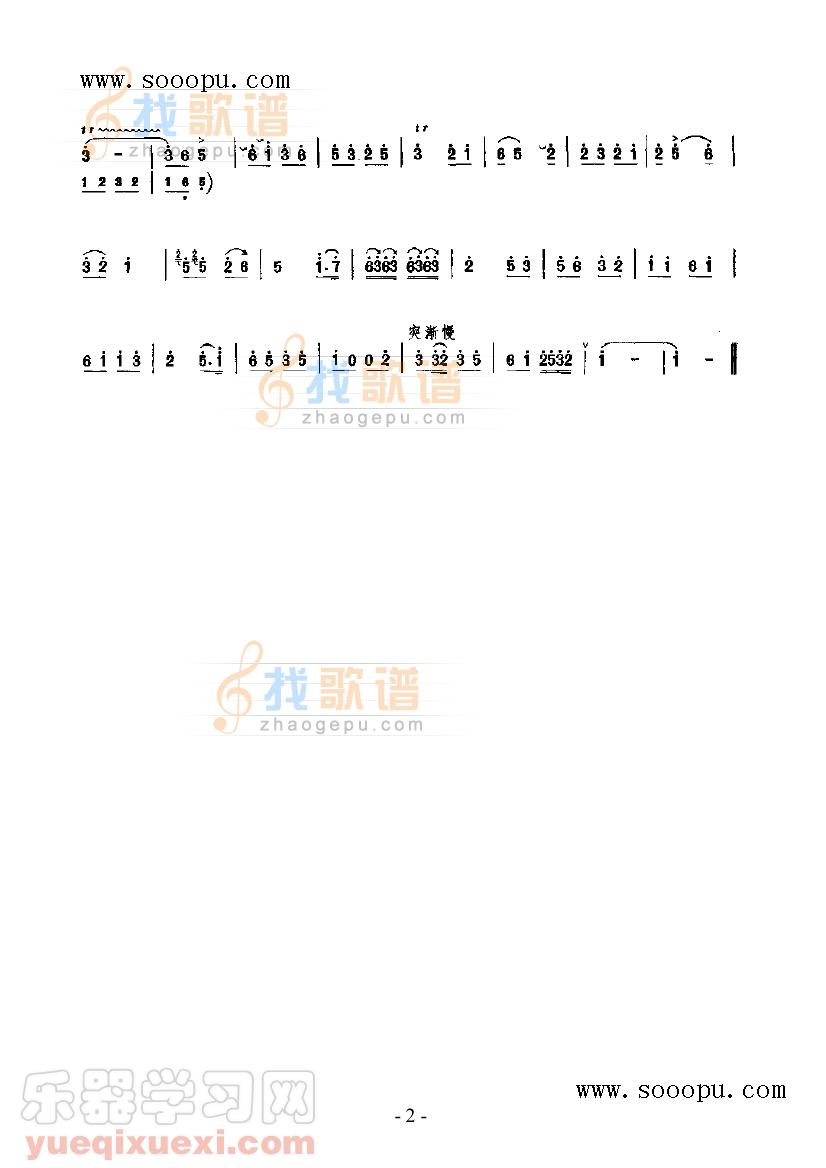 www.sooopu.com
找歌谱
zhaogepu.com
tr tr
3 - | 3 6 5 | 6 i 3 6 | 5 3 2 5 | 3 2 i | 6 5 2 | 2 3 2 i | 2 5 6 |
1 2 3 2 | 1 6 5 )
3 2 i | 5 5 2 6 | 5 i. 7 | 6363 6363 | 2 5 3 | 5 6 3 2 | i i 6 i |
突渐慢
6 i i 3 | 2 5. i | 6 5 3 5 | i 0 0 2 | 3 32 3 5 | 6 i 2532 | i - | i - ‖
找歌谱
zhaogepu.com
找歌谱
zhaogepu.com
乐器学习网
www.sooopu.com
yueqixuexi.com
- 2 -